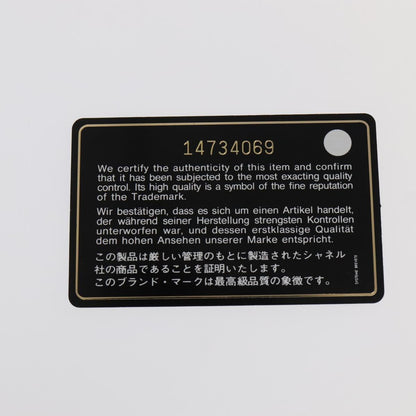 14734069
We certify the authenticity of this item and confirm
that it has been subjected to the most exacting quality
control. Its high quality is a symbol of the fine reputation
of the Trademark.
Wir bestätigen, dass es sich um einen Artikel handelt,
der während seiner Herstellung strengsten Kontrollen
unterworfen war, und dessen erstklassige Qualität
dem hohen Ansehen unserer Marke entspricht.
この製品は厳しい管理のもとに製造されたシャネル
社の商品であることを証明いたします。
このブランド・マークは最高級品質の象徴です。